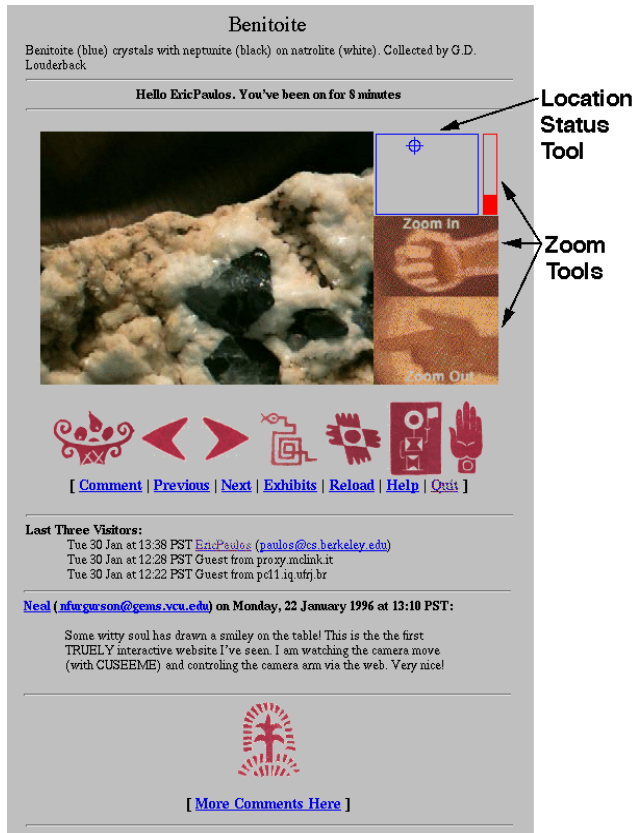 Benitoite
Benitoite (blue) crystals with neptunite (black) on natrolite (white). Collected by G.D.
Louderback
Hello EricPaulos. You've been on for 8 minutes
Location
Status
Tool
Zoom In
Zoom
Tools
Zoom Out
[ Comment | Previous | Next | Exhibits | Reload | Help | Quit ]
Last Three Visitors:
Tue 30 Jan at 13:38 PST EricPaulos (paulos@cs.berkeley.edu)
Tue 30 Jan at 12:28 PST Guest from proxy.mclink.it
Tue 30 Jan at 12:22 PST Guest from pc11.iq.ufrj.br
Neal ( nfurgurson@gems.vcu.edu) on Monday, 22 January 1996 at 13:10 PST:
Some witty soul has drawn a smiley on the table! This is the the first
TRUELY interactive website I've seen. I am watching the camera move
(with CUSEEME) and controling the camera arm via the web. Very nice!
[ More Comments Here ]